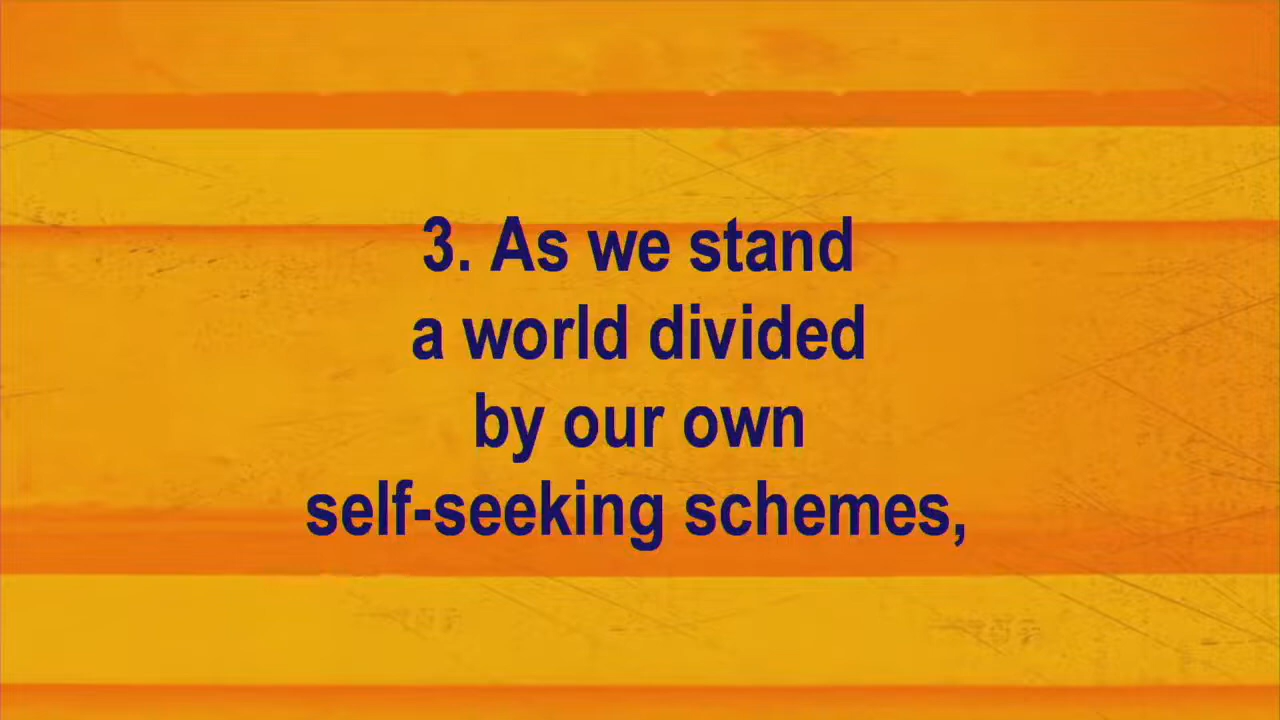 3. As we stand
a world divided
by our own
self-seeking schemes,